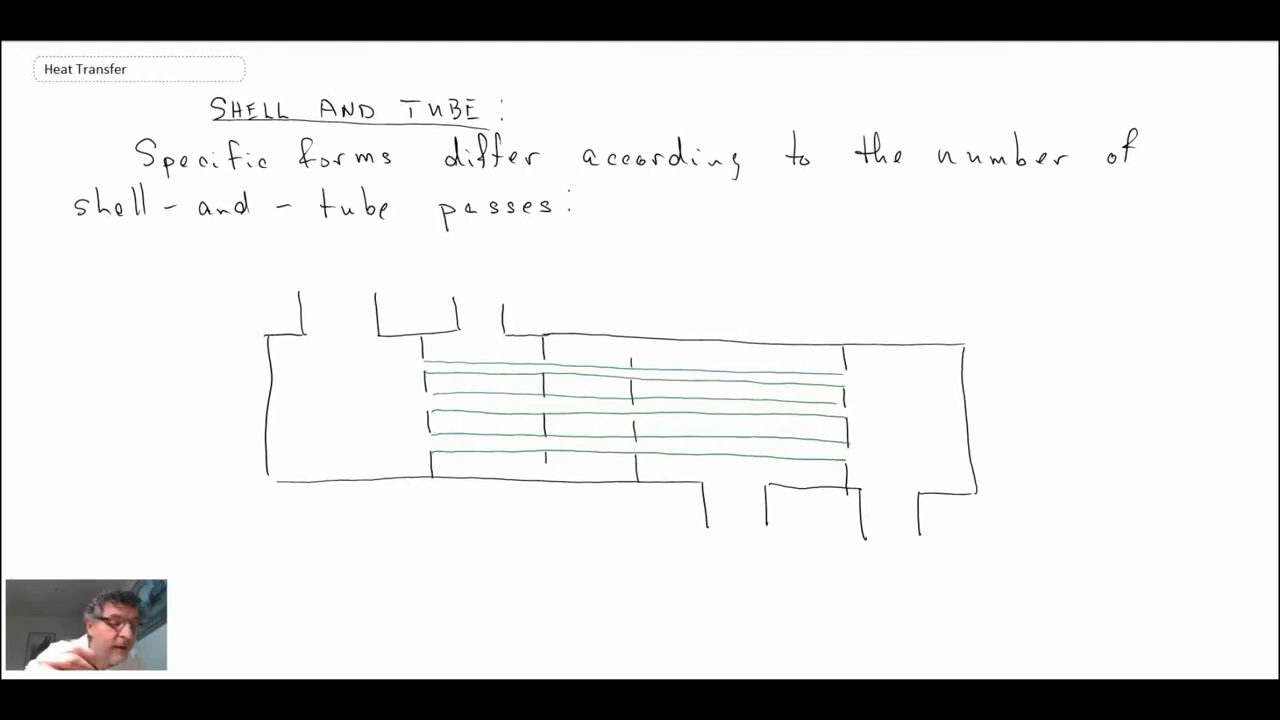 Heat Transfer
SHELL AND TUBE :
Specific forms differ according to the number of
shell - and - tube passes :